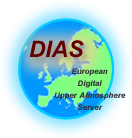 DIAS
European
Digital
Upper Atmosphere
Server